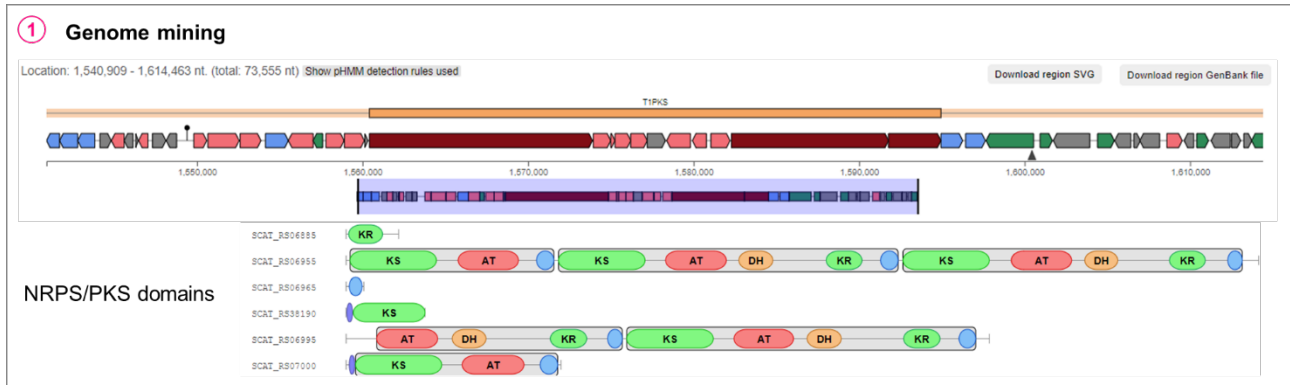 1 Genome mining
Location: 1,540,909 - 1,614,463 nt. (total: 73,555 nt) Show pHMM detection rules used
Download region SVG Download region GenBank file
T1PKS
1,550,000 1,560,000 1,570,000 1,580,000 1,590,000 1,600,000 1,610,000
SCAT_RS06885 KR
SCAT_RS06955 KS AT KS AT DH KR KS AT DH KR
SCAT_RS06965
NRPS/PKS domains
SCAT_RS38190 KS
SCAT_RS06995 AT DH KR KS AT DH KR
SCAT_RS07000 KS AT